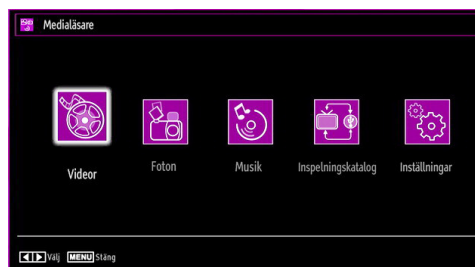 Medialäsare
Videor
Foton
Musik
Inspelningskatalog
Inställningar
Välj MENU Stäng